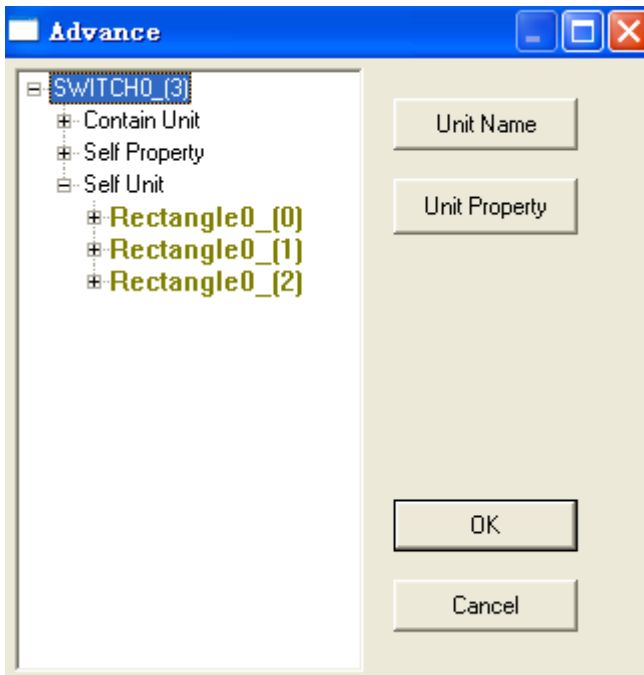 Advance
SWITCH0_(3)
Contain Unit
Self Property
Self Unit
Rectangle0_(0)
Rectangle0_(1)
Rectangle0_(2)
Unit Name
Unit Property
OK
Cancel